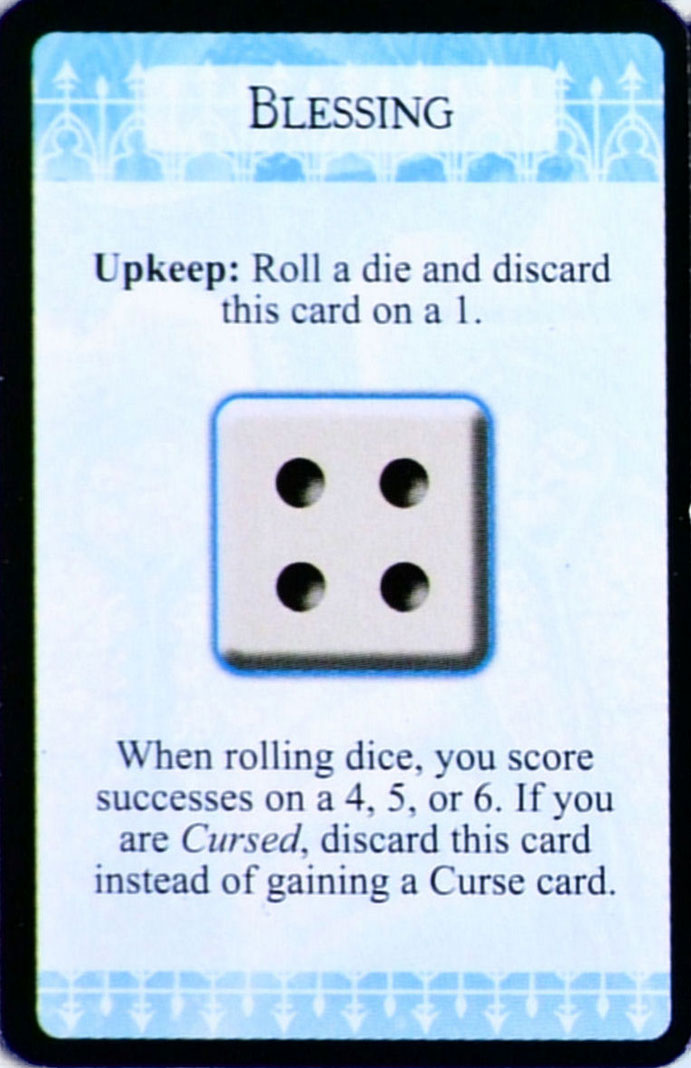 BLESSING
Upkeep: Roll a die and discard
this card on a 1.
When rolling dice, you score
successes on a 4, 5, or 6. If you
are Cursed, discard this card
instead of gaining a Curse card.